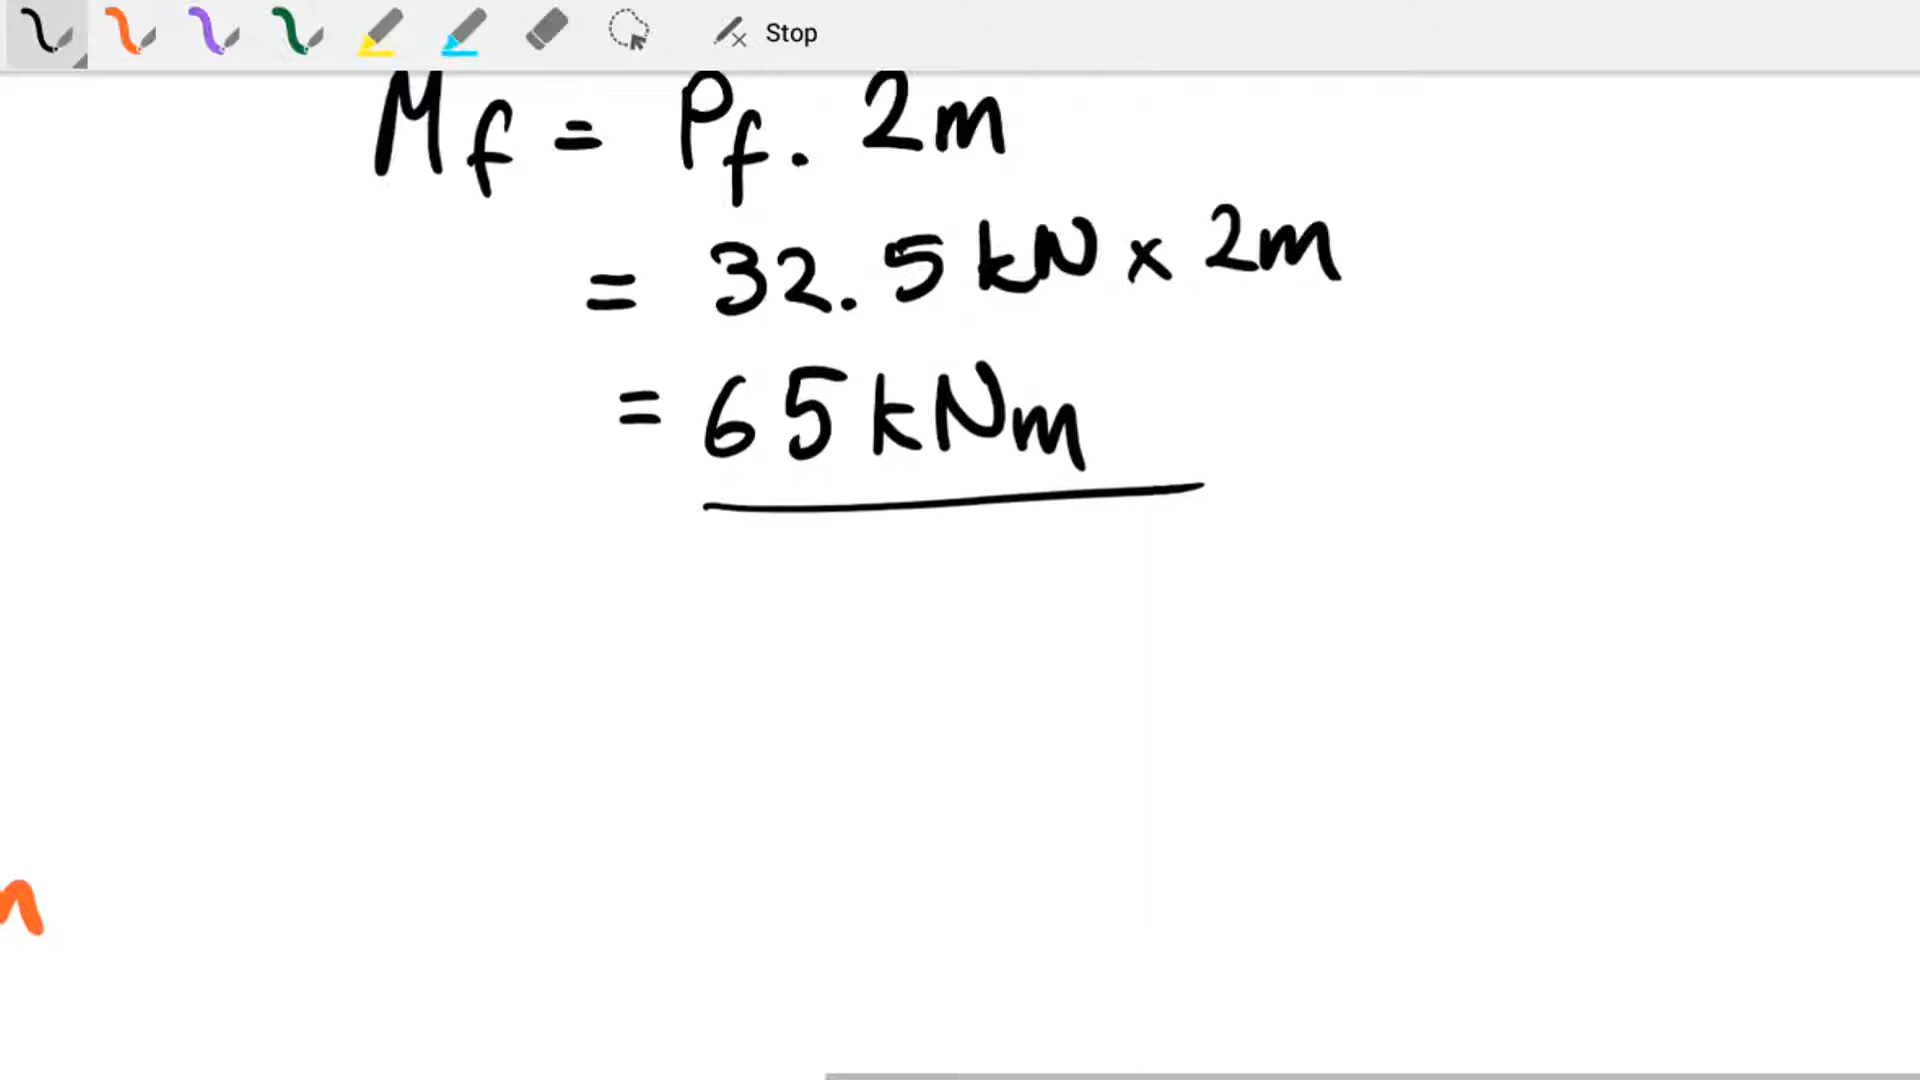 Stop
Mf = Pf. 2m
= 32.5 kN x 2m
= 65 kNm